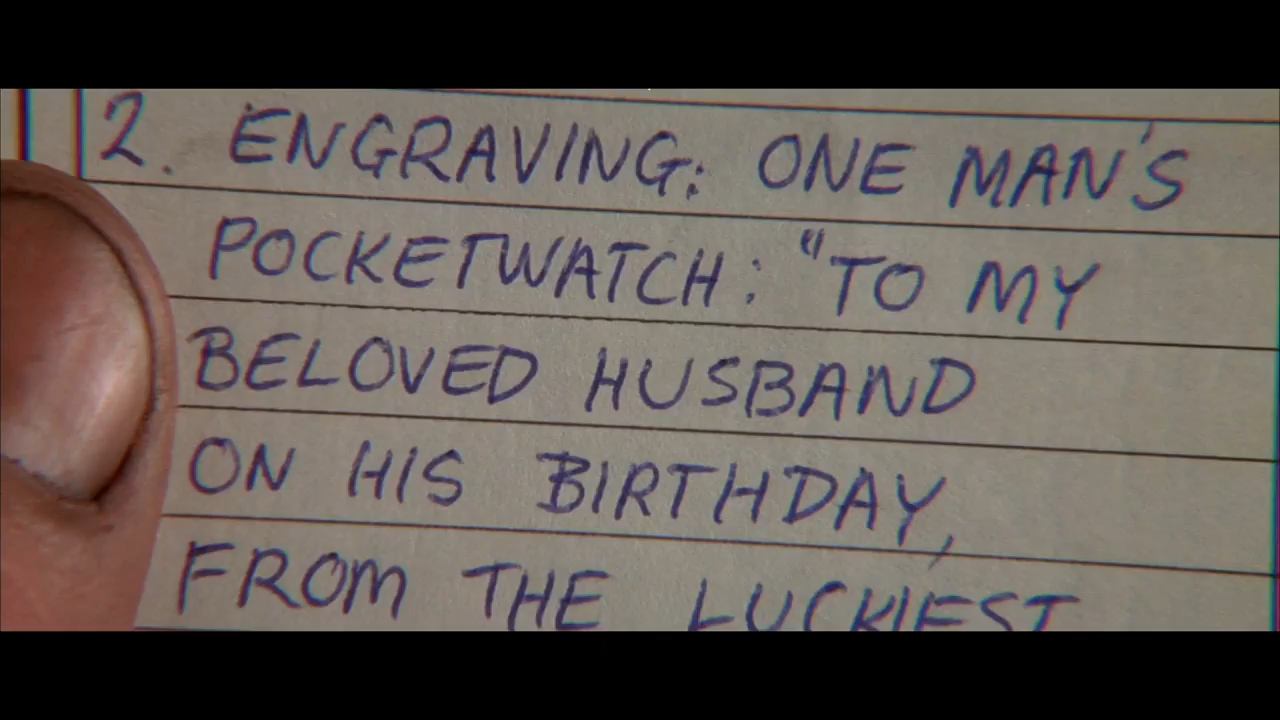 2. ENGRAVING: ONE MAN'S
POCKETWATCH: "TO MY
BELOVED HUSBAND
ON HIS BIRTHDAY,
FROM THE LUCKIEST